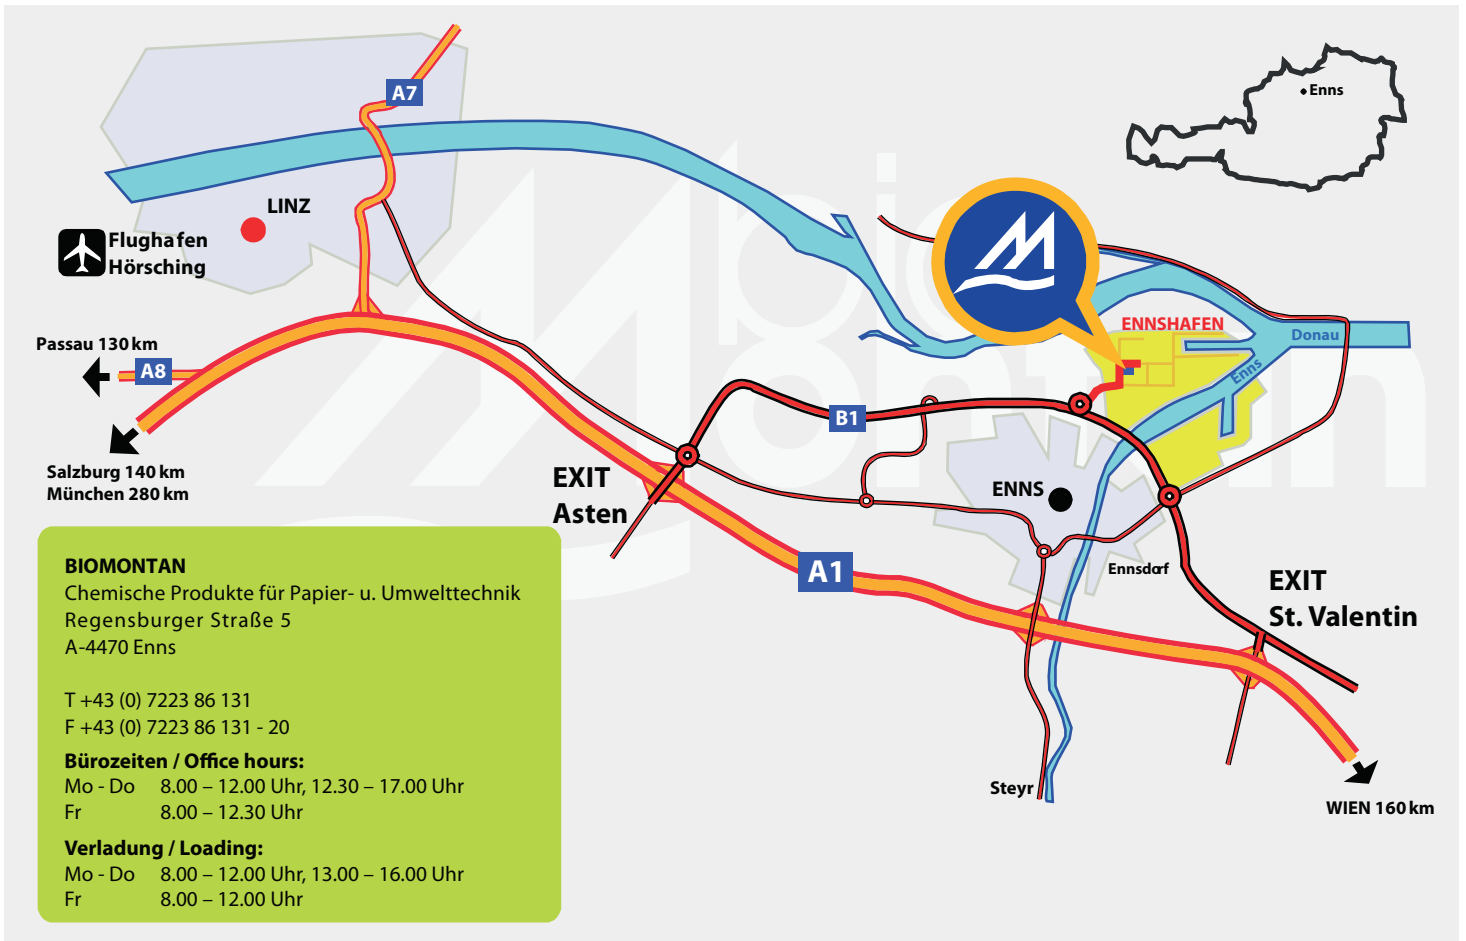 A7
Enns
LINZ
Flughafen
Hörsching
ENNSHAFEN
Donau
Enns
Passau 130 km
A8
B1
Salzburg 140 km
München 280 km
EXIT
Asten
ENNS
A1
Ennsdorf
EXIT
St. Valentin
Steyr
WIEN 160 km
bio
montan
BIOMONTAN
Chemische Produkte für Papier- u. Umwelttechnik
Regensburger Straße 5
A-4470 Enns
T +43 (0) 7223 86 131
F +43 (0) 7223 86 131 - 20
Bürozeiten / Office hours:
Mo - Do 8.00 – 12.00 Uhr, 12.30 – 17.00 Uhr
Fr 8.00 – 12.30 Uhr
Verladung / Loading:
Mo - Do 8.00 – 12.00 Uhr, 13.00 – 16.00 Uhr
Fr 8.00 – 12.00 Uhr